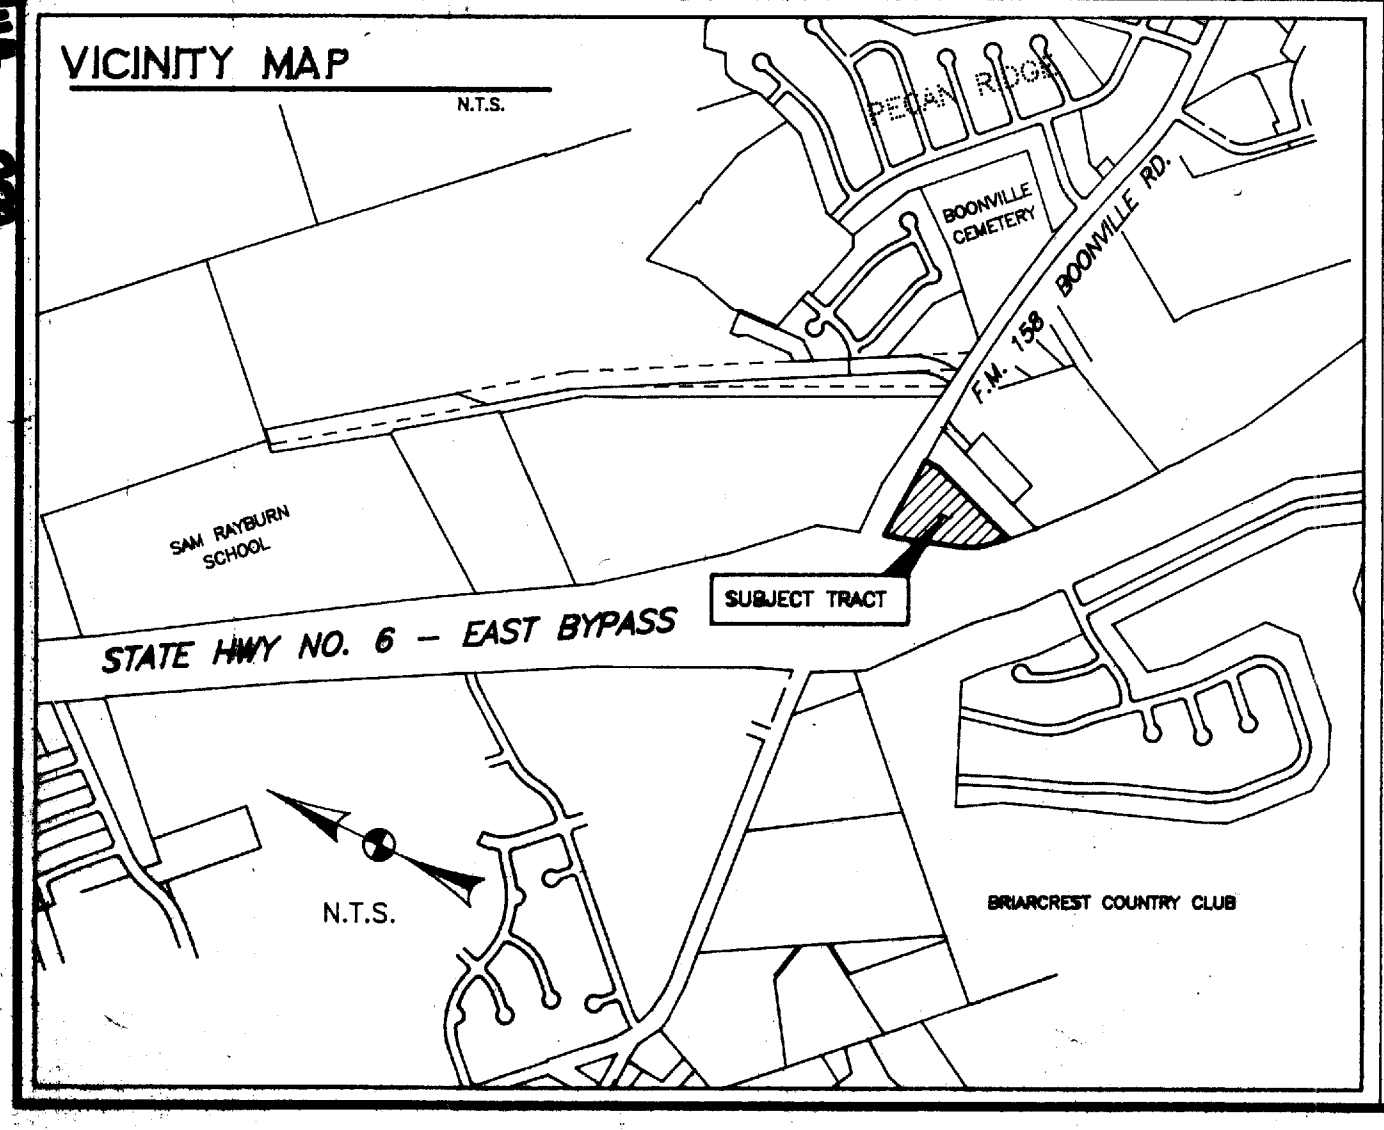 VICINITY MAP
N.T.S.
PECAN RIDGE
BOONVILLE
CEMETERY
F.M. 158 BOONVILLE RD.
SAM RAYBURN
SCHOOL
SUBJECT TRACT
STATE HWY NO. 6 - EAST BYPASS
N.T.S.
BRIARCREST COUNTRY CLUB